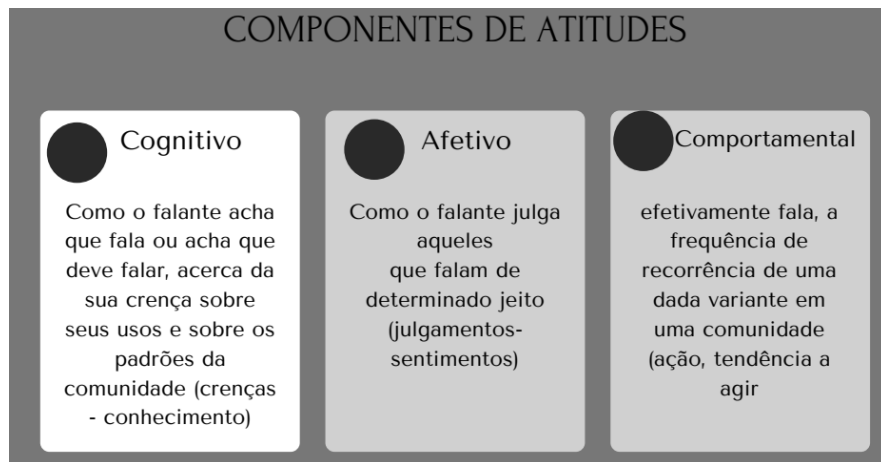 COMPONENTES DE ATITUDES
Cognitivo
Como o falante acha
que fala ou acha que
deve falar, acerca da
sua crença sobre
seus usos e sobre os
padrões da
comunidade (crenças
- conhecimento)
Afetivo
Como o falante julga
aqueles
que falam de
determinado jeito
(julgamentos-
sentimentos)
Comportamental
efetivamente fala, a
frequência de
recorrência de uma
dada variante em
uma comunidade
(ação, tendência a
agir